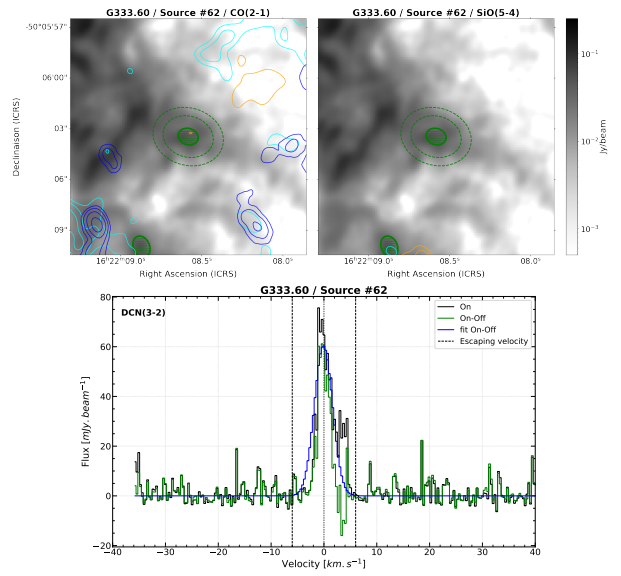 G333.60 / Source #62 / CO(2-1)
G333.60 / Source #62 / SiO(5-4)
-50°05'57"
06'00"
03"
06"
09"
Declinaison (ICRS)
16ʰ22ᵐ09.0ˢ
08.5ˢ
08.0ˢ
Right Ascension (ICRS)
08.5ˢ
08.0ˢ
16ʰ22ᵐ09.0ˢ
Right Ascension (ICRS)
10⁻¹
10⁻²
10⁻³
Jy/beam
G333.60 / Source #62
DCN(3-2)
On
On-Off
fit On-Off
Escaping velocity
80
60
40
20
0
−20
Flux [mJy.beam⁻¹]
−40
−30
−20
−10
0
10
20
30
40
Velocity [km.s⁻¹]